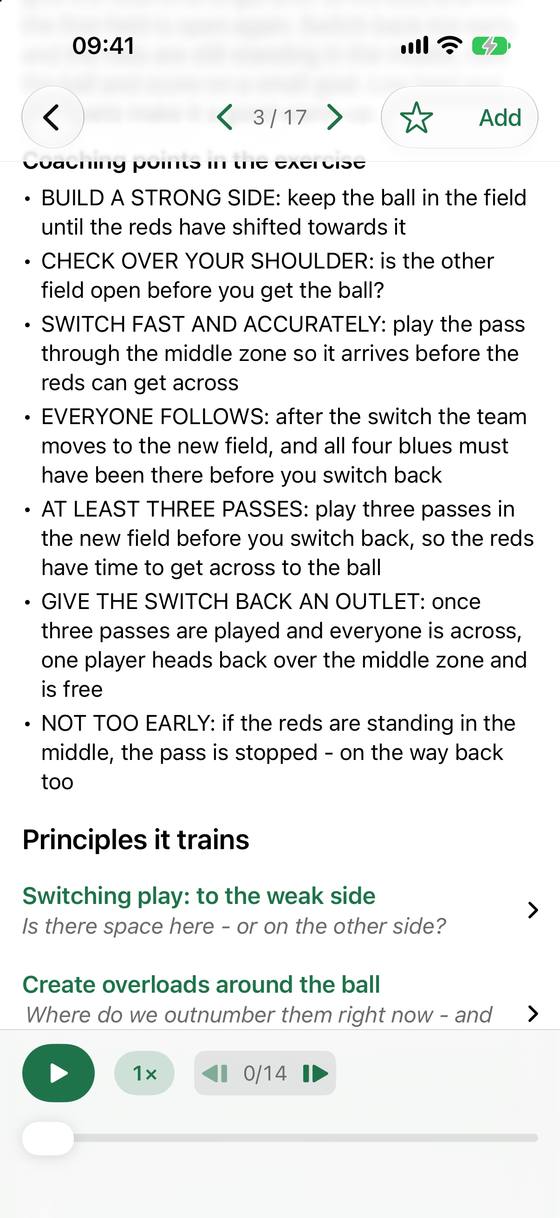 09:41
3 / 17
Add
Coaching points in the exercise
• BUILD A STRONG SIDE: keep the ball in the field
until the reds have shifted towards it
• CHECK OVER YOUR SHOULDER: is the other
field open before you get the ball?
• SWITCH FAST AND ACCURATELY: play the pass
through the middle zone so it arrives before the
reds can get across
• EVERYONE FOLLOWS: after the switch the team
moves to the new field, and all four blues must
have been there before you switch back
• AT LEAST THREE PASSES: play three passes in
the new field before you switch back, so the reds
have time to get across to the ball
• GIVE THE SWITCH BACK AN OUTLET: once
three passes are played and everyone is across,
one player heads back over the middle zone and
is free
• NOT TOO EARLY: if the reds are standing in the
middle, the pass is stopped - on the way back
too
Principles it trains
Switching play: to the weak side
Is there space here - or on the other side?
Create overloads around the ball
Where do we outnumber them right now - and
1×
0/14